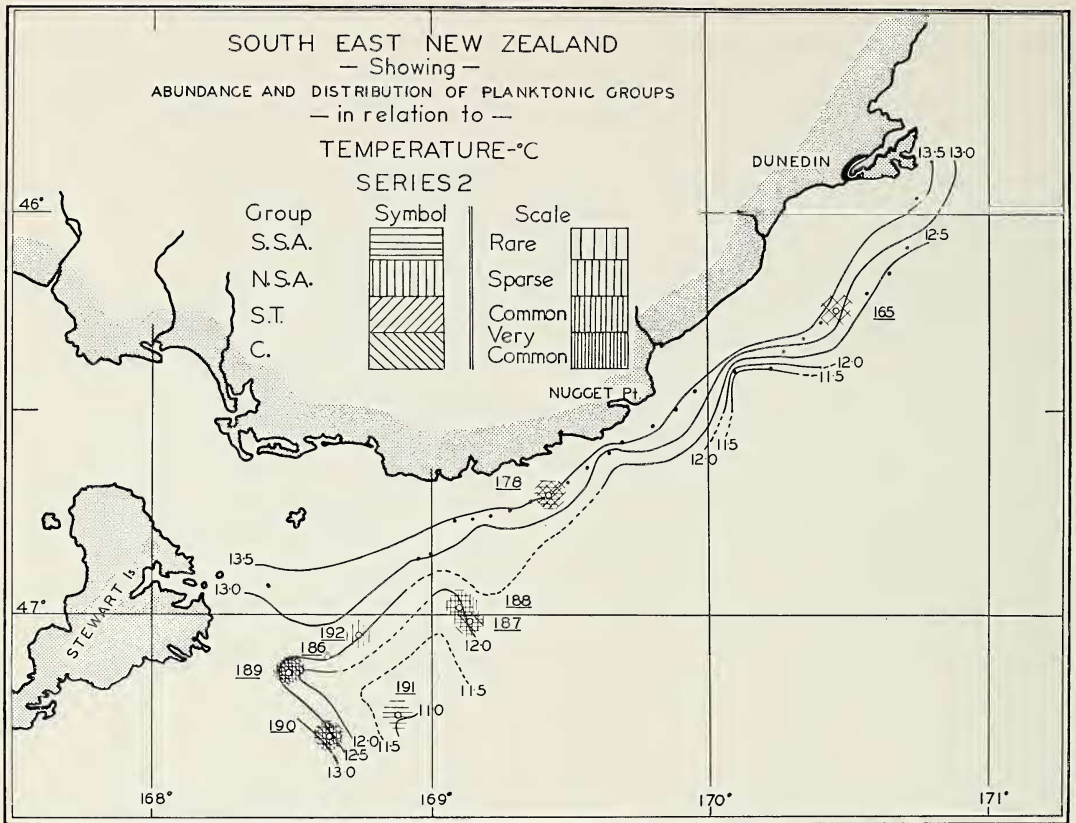 SOUTH EAST NEW ZEALAND
— Showing —
ABUNDANCE AND DISTRIBUTION OF PLANKTONIC GROUPS
— in relation to —
TEMPERATURE-°C
SERIES 2
Group Symbol Scale
S.S.A. Rare
N.S.A. Sparse
S.T. Common
C. Very Common
DUNEDIN
13·5 13·0
46°
12·5
165
12·0
11·5
NUGGET Pt.
11·5
12·0
178
13·5
13·0
STEWART Is
47°
188
187
192
12·0
186
189
11·5
191
11·0
190
12·0
11·5
12·5
13·0
168° 169° 170° 171°